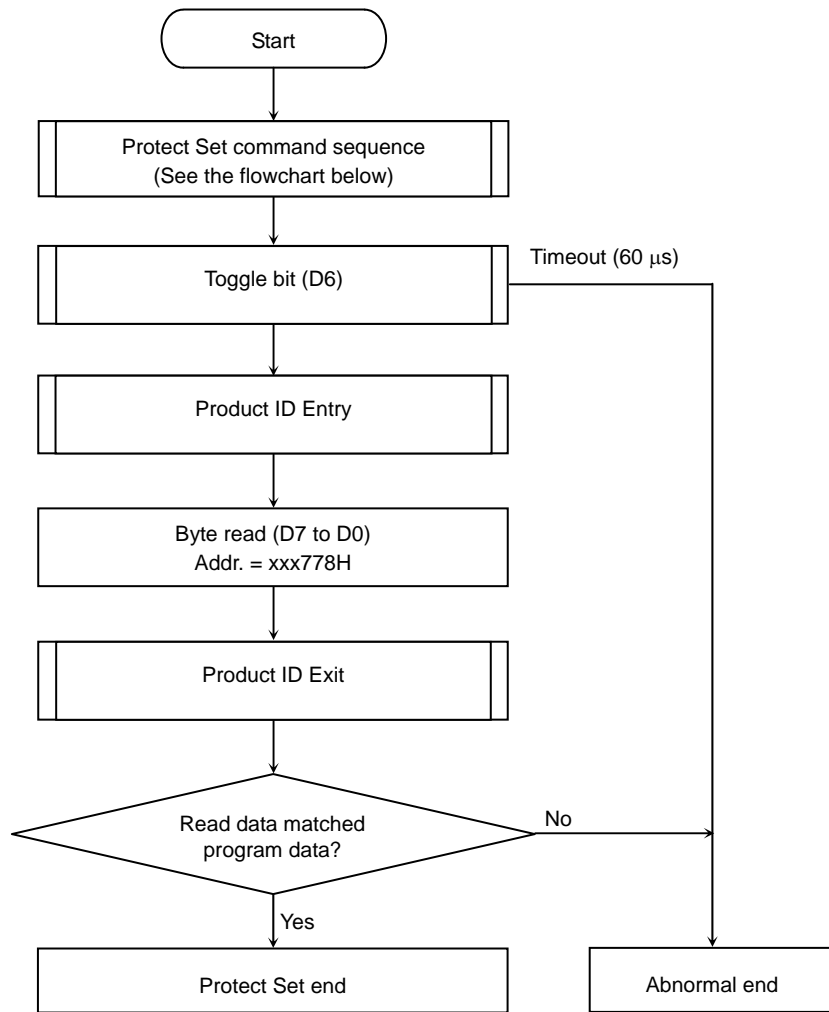 Start
Protect Set command sequence
(See the flowchart below)
Toggle bit (D6)
Timeout (60 μs)
Product ID Entry
Byte read (D7 to D0)
Addr. = xxx778H
Product ID Exit
Read data matched
program data?
No
Yes
Protect Set end
Abnormal end